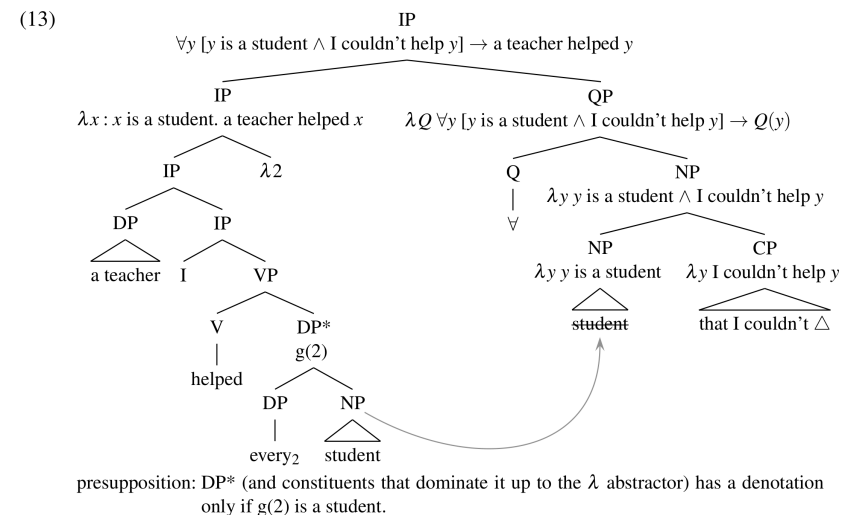 (13)
IP
∀y [y is a student ∧ I couldn't help y] → a teacher helped y
IP QP
λx : x is a student. a teacher helped x λQ ∀y [y is a student ∧ I couldn't help y] → Q(y)
IP λ2 Q NP
∀ λy y is a student ∧ I couldn't help y
DP IP NP CP
a teacher I VP λy y is a student λy I couldn't help y
student that I couldn't △
V DP*
helped g(2)
DP NP
every₂ student
presupposition: DP* (and constituents that dominate it up to the λ abstractor) has a denotation
only if g(2) is a student.